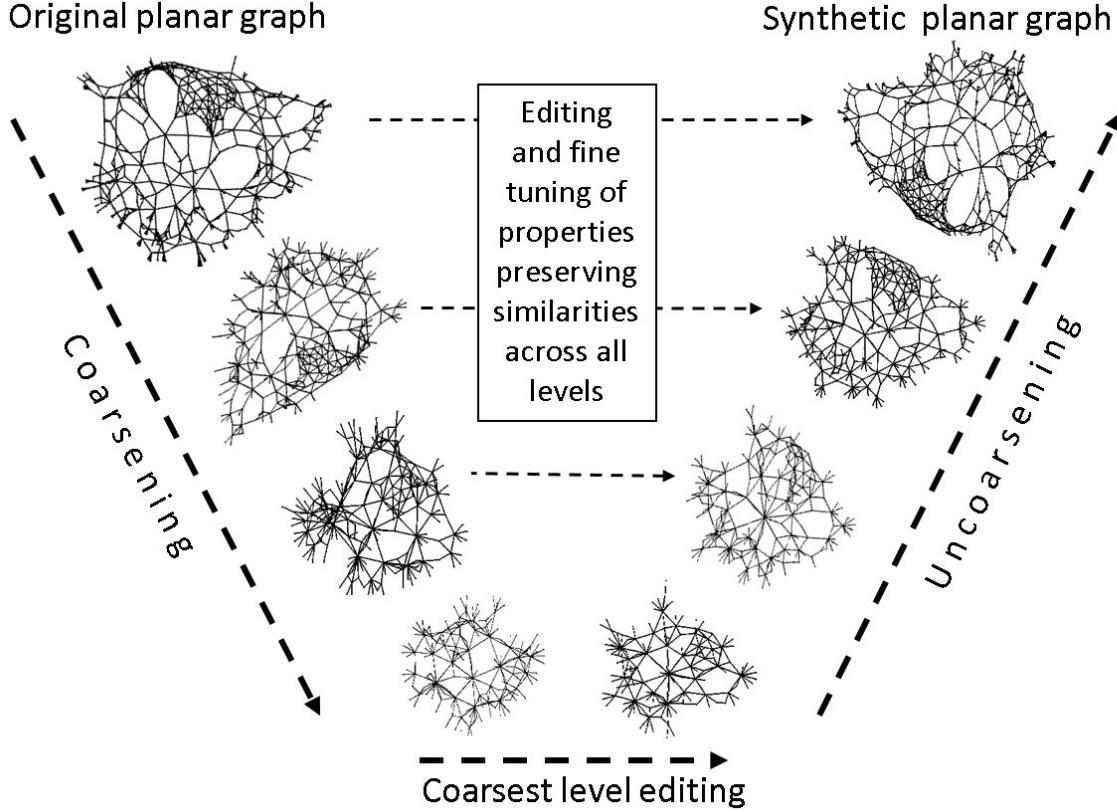 Original planar graph
Synthetic planar graph
Editing
and fine
tuning of
properties
preserving
similarities
across all
levels
Coarsening
Uncoarsening
Coarsest level editing